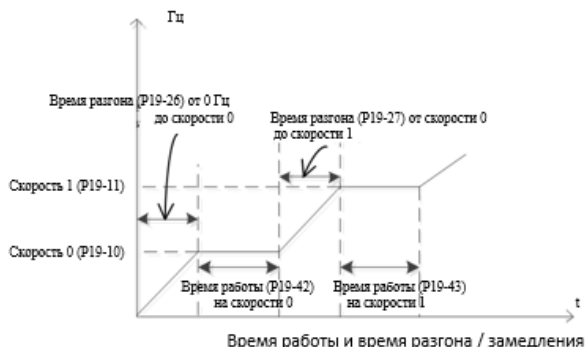 Гц
Время разгона (P19-26) от 0 Гц
до скорости 0
Время разгона (P19-27) от скорости 0
до скорости 1
Скорость 1 (P19-11)
Скорость 0 (P19-10)
Время работы (P19-42)
на скорости 0
Время работы (P19-43)
на скорости 1
t
Время работы и время разгона / замедления